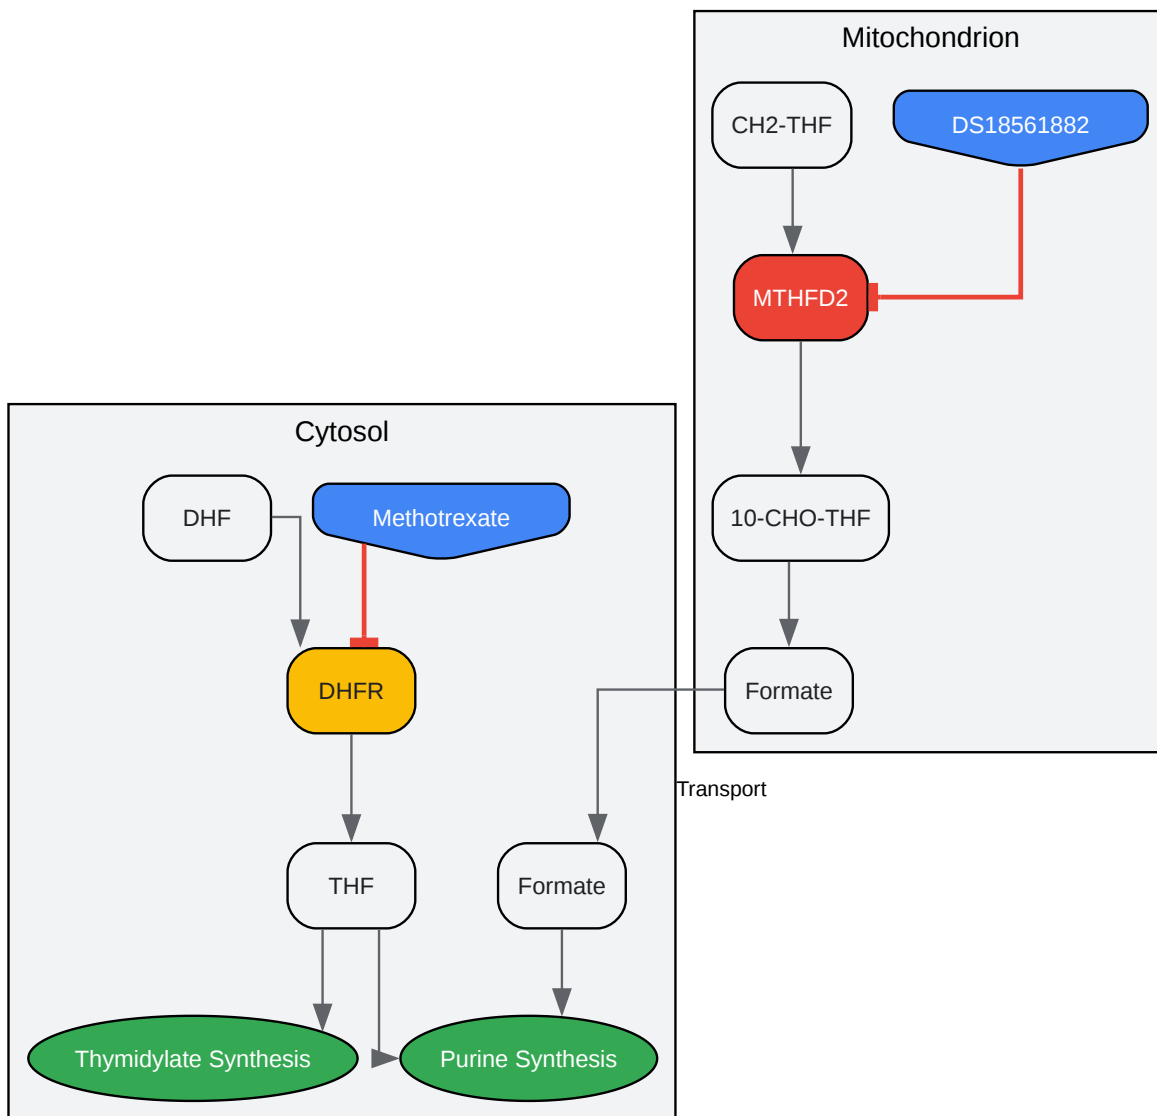 Mitochondrion
CH2-THF
DS18561882
MTHFD2
10-CHO-THF
Formate
Transport
Cytosol
DHF
Methotrexate
DHFR
THF
Formate
Thymidylate Synthesis
Purine Synthesis